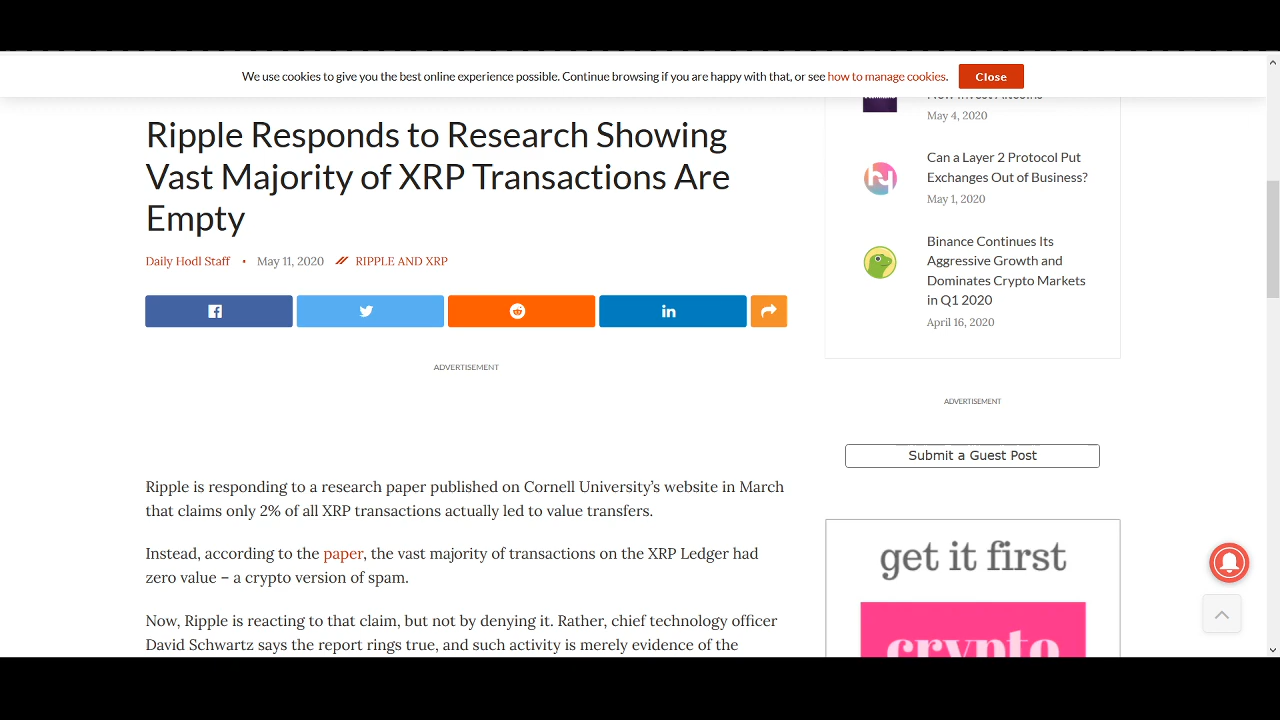 We use cookies to give you the best online experience possible. Continue browsing if you are happy with that, or see how to manage cookies.
Close
Ripple Responds to Research Showing
Vast Majority of XRP Transactions Are
Empty
Daily Hodl Staff • May 11, 2020 RIPPLE AND XRP
ADVERTISEMENT
Ripple is responding to a research paper published on Cornell University’s website in March
that claims only 2% of all XRP transactions actually led to value transfers.
Instead, according to the paper, the vast majority of transactions on the XRP Ledger had
zero value – a crypto version of spam.
Now, Ripple is reacting to that claim, but not by denying it. Rather, chief technology officer
David Schwartz says the report rings true, and such activity is merely evidence of the
May 4, 2020
Can a Layer 2 Protocol Put
Exchanges Out of Business?
May 1, 2020
Binance Continues Its
Aggressive Growth and
Dominates Crypto Markets
in Q1 2020
April 16, 2020
ADVERTISEMENT
Submit a Guest Post
get it first
crypto